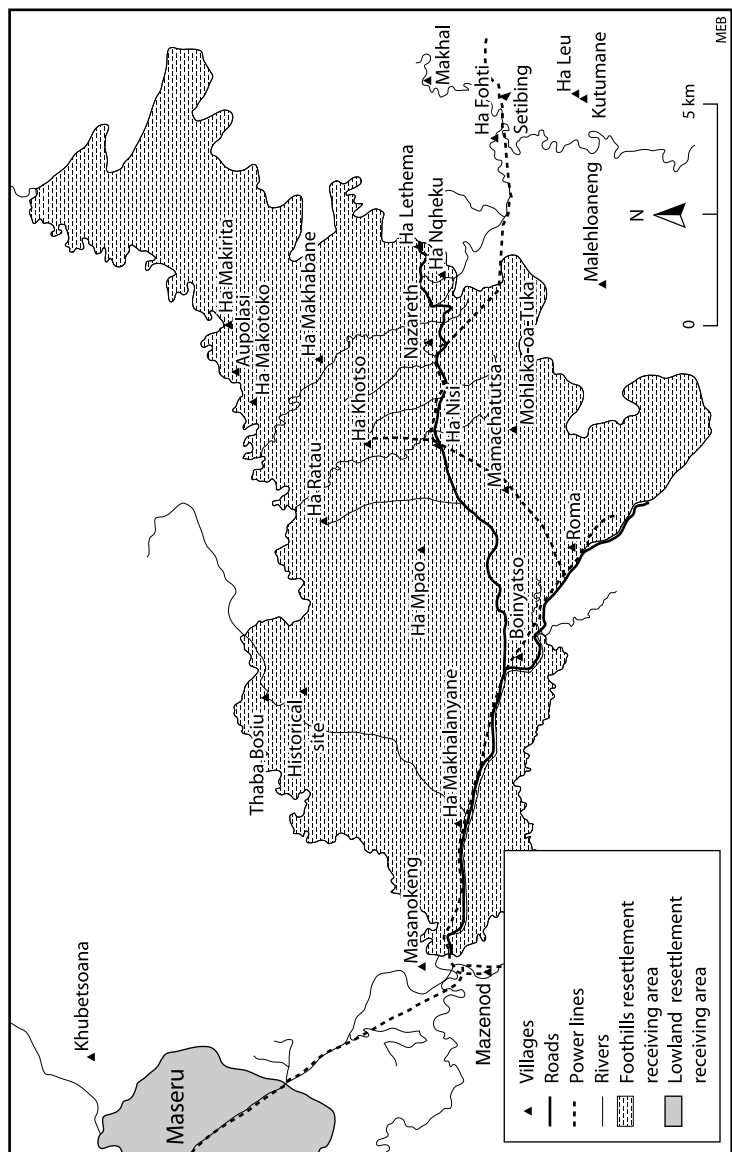 Khubetsoana
Maseru
Masanokeng
Mazenod
Thaba Bosiu
Historical
site
Ha Makhalanyane
Ha Ratau
Ha Mpao
Boinyatso
Roma
Ha Khotso
Ha Nisi
Mamachatutsa
Mohlaka-oa-Tuka
Ha Makirita
Aupolasi
Ha Makotoko
Ha Makhabane
Nazareth
Ha Lethema
Ha Nqheku
Makhal
Ha Fohti
Setibing
Ha Leu
Kutumane
Malehloaneng
N
0
5 km
Villages
Roads
Power lines
Rivers
Foothills resettlement
receiving area
Lowland resettlement
receiving area
MEB